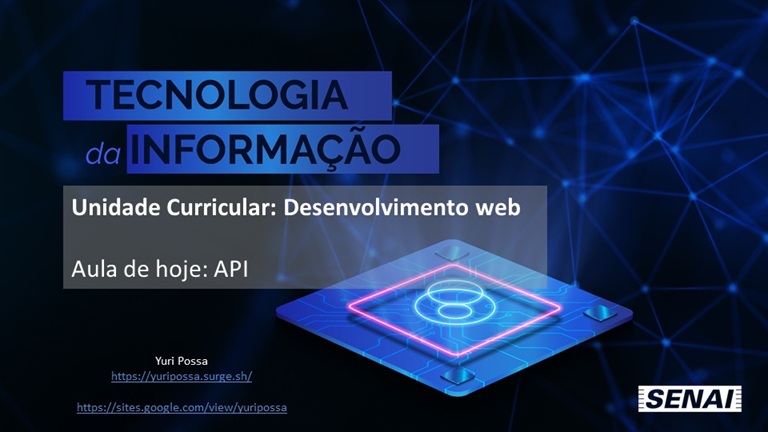 TECNOLOGIA
da INFORMAÇÃO
Unidade Curricular: Desenvolvimento web
Aula de hoje: API
Yuri Possa
https://yuripossa.surge.sh/
https://sites.google.com/view/yuripossa
SENAI